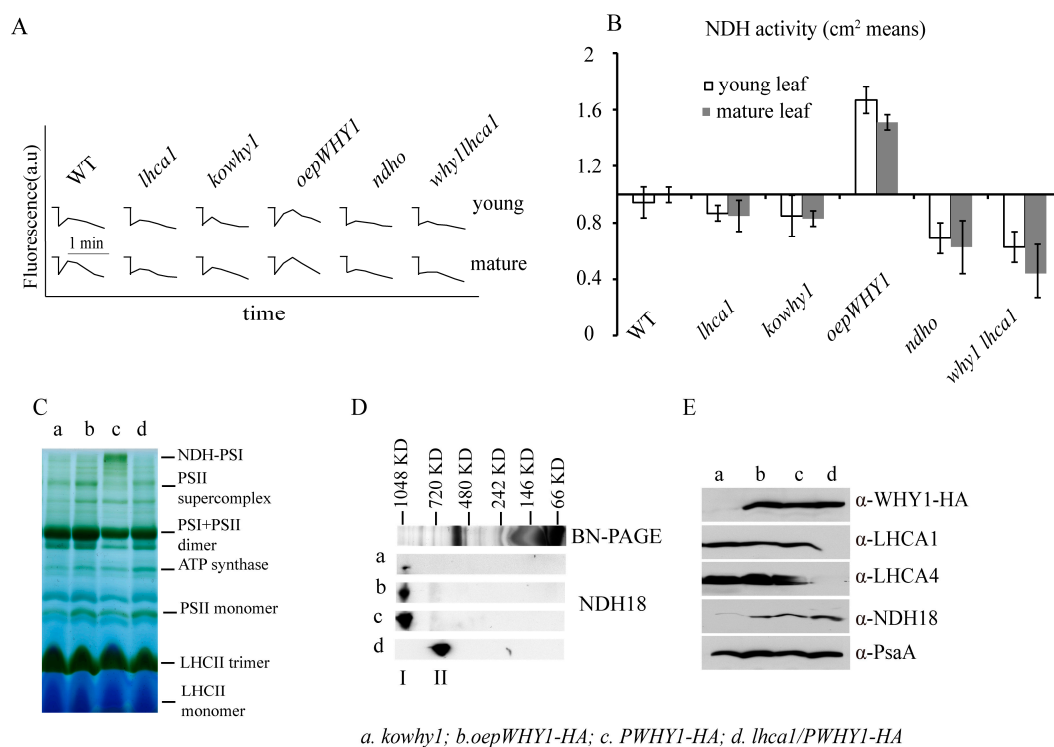 A
Fluorescence(a.u)
WT
lhca1
kowhy1
oepWHY1
ndho
why1lhca1
young
1 min
mature
time
B
NDH activity (cm² means)
2
1.6
1.2
0.8
0.4
0
young leaf
mature leaf
WT
lhca1
kowhy1
oepWHY1
ndho
why1 lhca1
C
a b c d
NDH-PSI
PSII
supercomplex
PSI+PSII
dimer
ATP synthase
PSII monomer
LHCII trimer
LHCII
monomer
D
1048 KD
720 KD
480 KD
242 KD
146 KD
66 KD
BN-PAGE
a
b
c
d
NDH18
I II
E
a b c d
α-WHY1-HA
α-LHCA1
α-LHCA4
α-NDH18
α-PsaA
a. kowhy1; b.oepWHY1-HA; c. PWHY1-HA; d. lhca1/PWHY1-HA